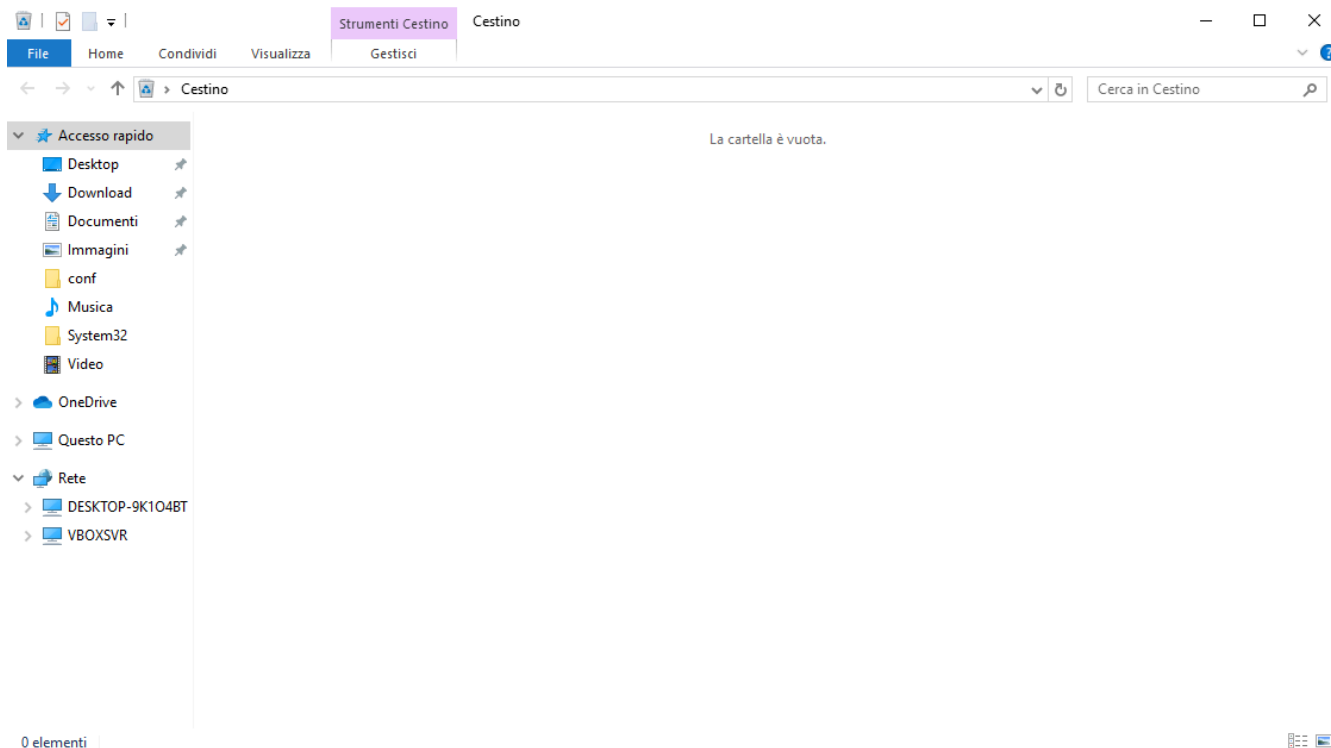 Strumenti Cestino
Cestino
File
Home
Condividi
Visualizza
Gestisci
Cestino
Cerca in Cestino
Accesso rapido
La cartella è vuota.
Desktop
Download
Documenti
Immagini
conf
Musica
System32
Video
OneDrive
Questo PC
Rete
DESKTOP-9K1O4BT
VBOXSVR
0 elementi